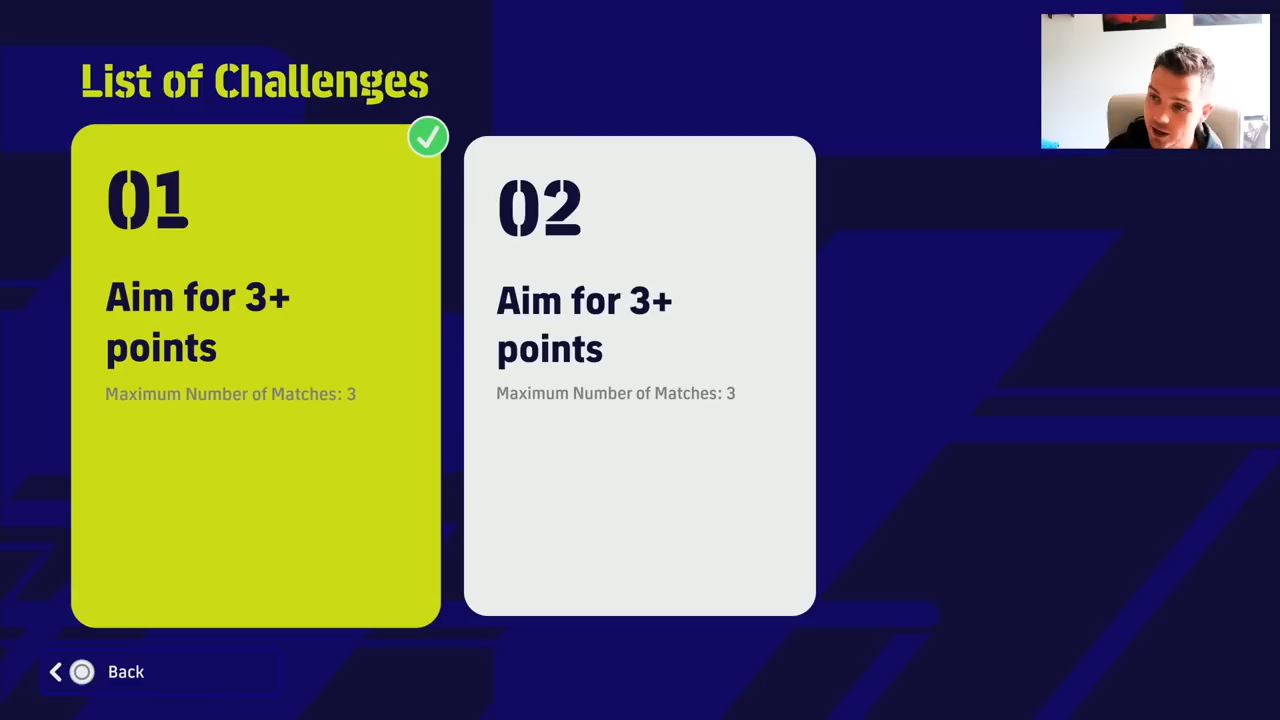 List of Challenges
01
Aim for 3+
points
Maximum Number of Matches: 3
02
Aim for 3+
points
Maximum Number of Matches: 3
Back